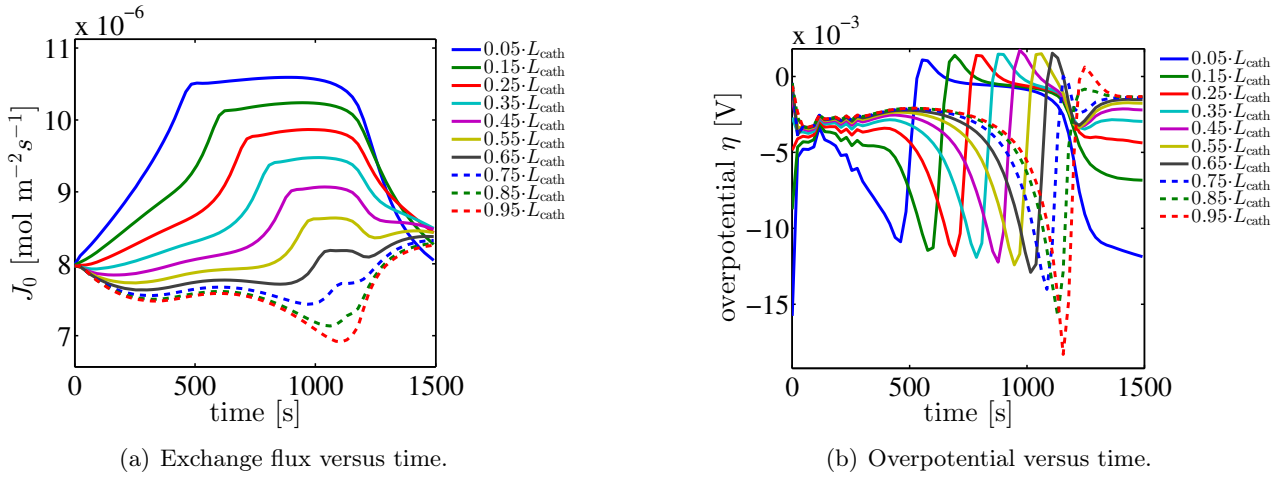 x 10⁻⁶
11
10
9
8
7
J₀ [mol m⁻²s⁻¹]
0
500
1000
1500
time [s]
0.05·L_cath
0.15·L_cath
0.25·L_cath
0.35·L_cath
0.45·L_cath
0.55·L_cath
0.65·L_cath
0.75·L_cath
0.85·L_cath
0.95·L_cath
(a) Exchange flux versus time.
x 10⁻³
0
−5
−10
−15
overpotential η [V]
0
500
1000
1500
time [s]
0.05·L_cath
0.15·L_cath
0.25·L_cath
0.35·L_cath
0.45·L_cath
0.55·L_cath
0.65·L_cath
0.75·L_cath
0.85·L_cath
0.95·L_cath
(b) Overpotential versus time.